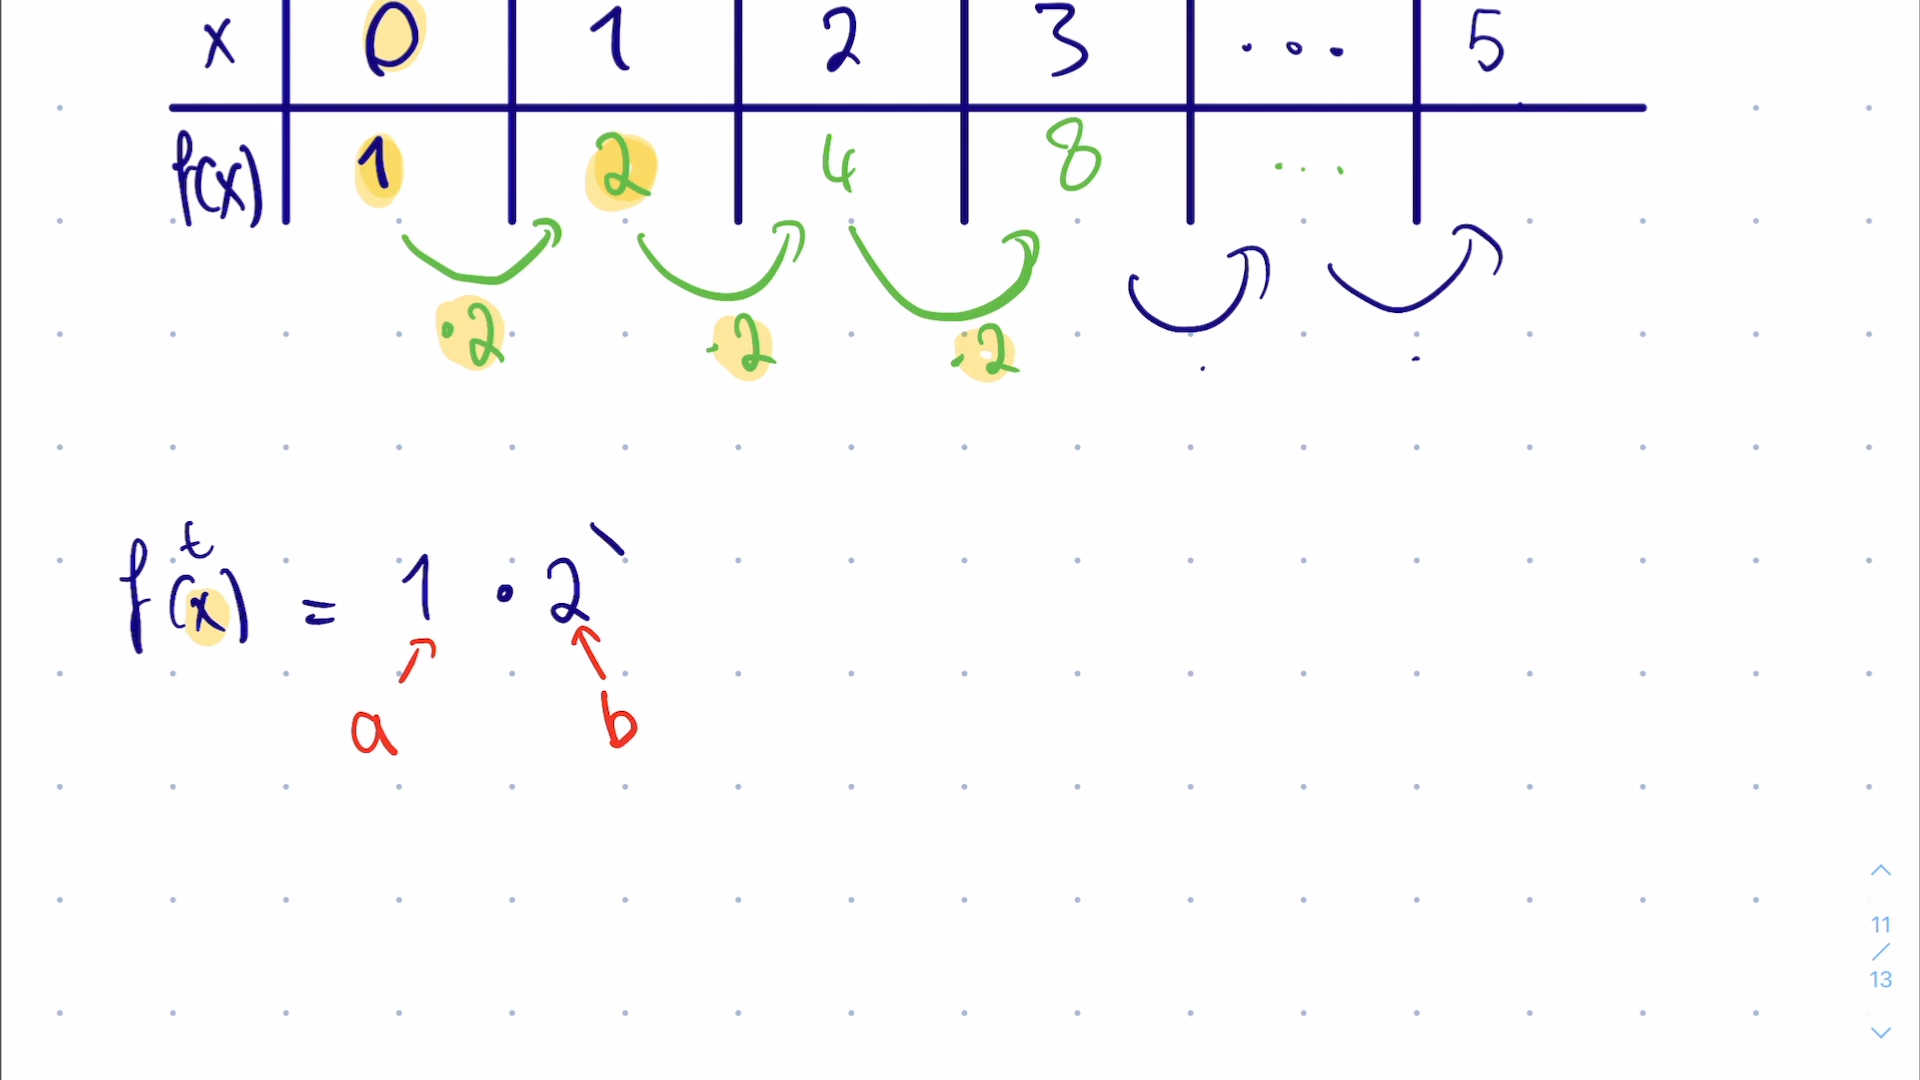 x 0 1 2 3 ... 5
f(x) 1 2 4 8 ...
·2 ·2 ·2 . .
t
f(x) = 1 · 2
a b
11
/
13